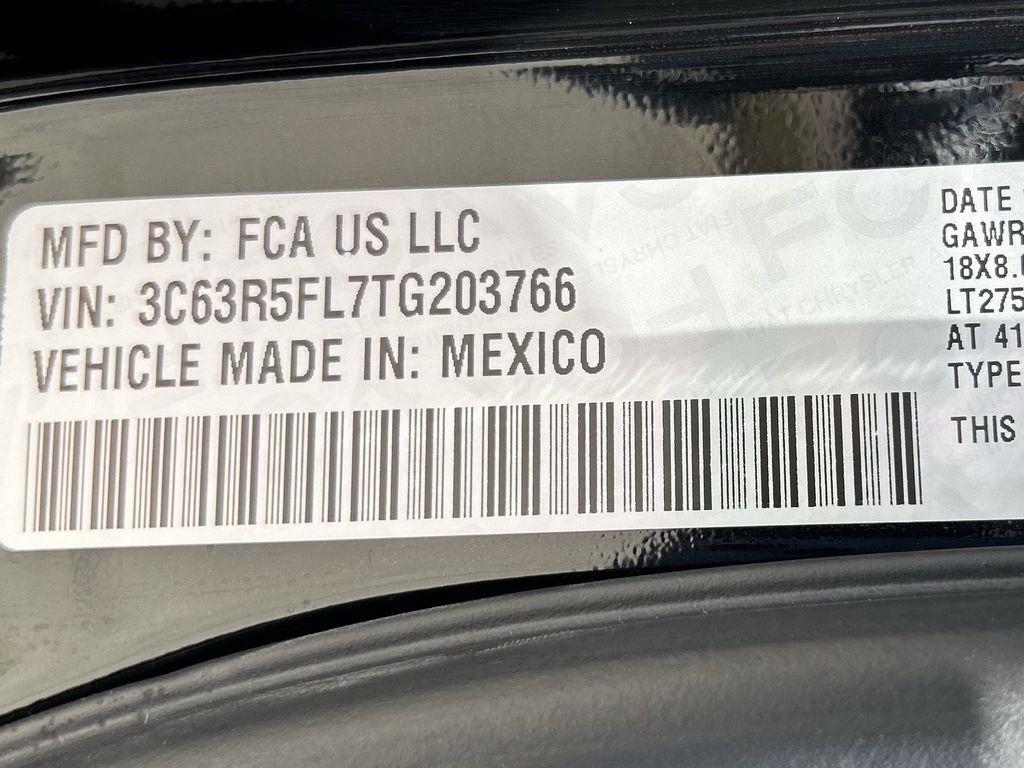 MFD BY: FCA US LLC
VIN: 3C63R5FL7TG203766
VEHICLE MADE IN: MEXICO
DATE
GAWR
18X8.
LT275
AT 41
TYPE
THIS